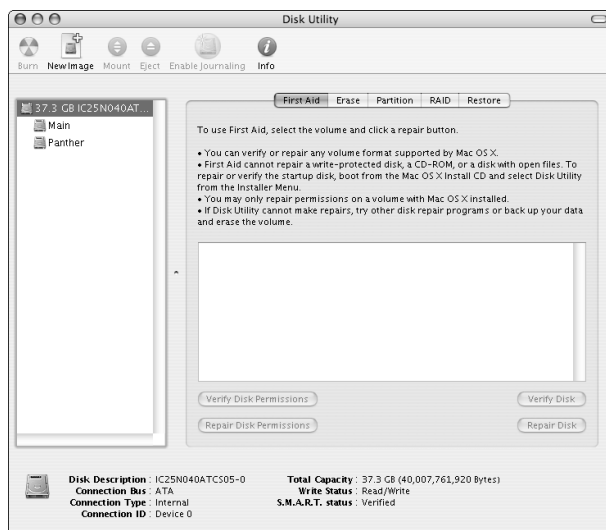 Disk Utility
Burn New Image Mount Eject Enable Journaling Info
First Aid Erase Partition RAID Restore
37.3 GB IC25N040AT...
Main
Panther
To use First Aid, select the volume and click a repair button.
• You can verify or repair any volume format supported by Mac OS X.
• First Aid cannot repair a write-protected disk, a CD-ROM, or a disk with open files. To
repair or verify the startup disk, boot from the Mac OS X Install CD and select Disk Utility
from the Installer Menu.
• You may only repair permissions on a volume with Mac OS X installed.
• If Disk Utility cannot make repairs, try other disk repair programs or back up your data
and erase the volume.
Verify Disk Permissions Verify Disk
Repair Disk Permissions Repair Disk
Disk Description : IC25N040ATCS05-0 Total Capacity : 37.3 GB (40,007,761,920 Bytes)
Connection Bus : ATA Write Status : Read/Write
Connection Type : Internal S.M.A.R.T. status : Verified
Connection ID : Device 0